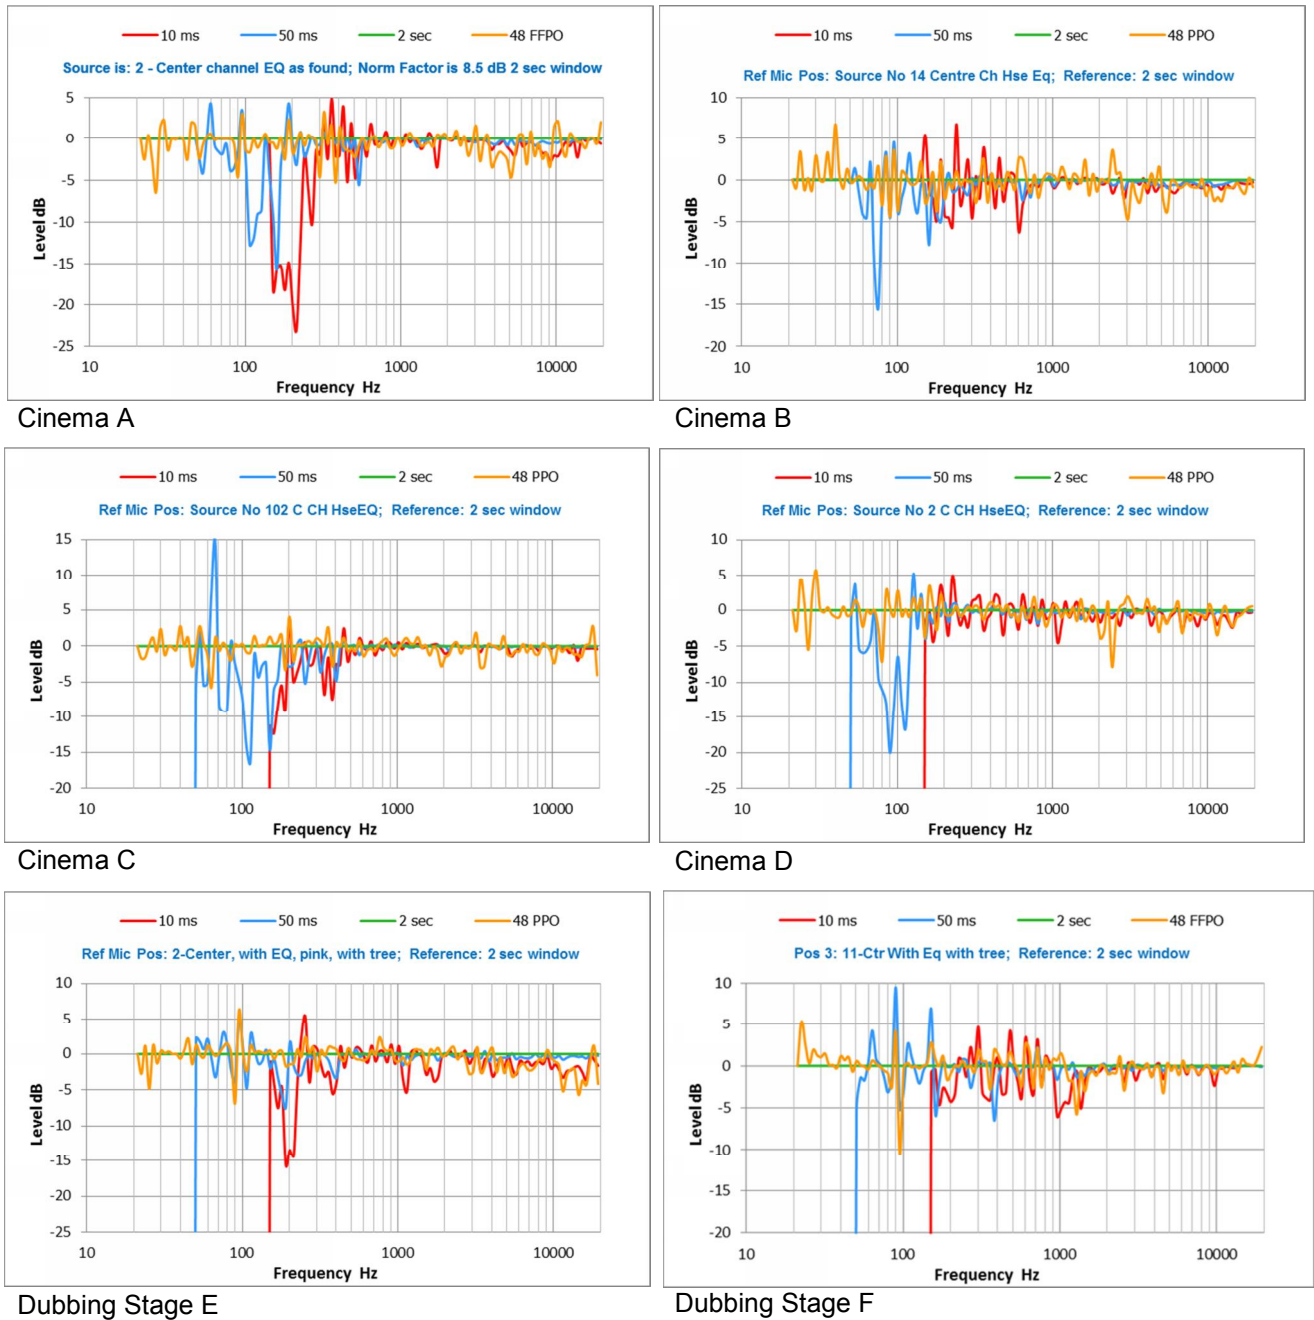 10 ms 50 ms 2 sec 48 FFPO
Source is: 2 - Center channel EQ as found; Norm Factor is 8.5 dB 2 sec window
5
0
-5
-10
-15
-20
-25
Level dB
10 100 1000 10000
Frequency Hz
Cinema A
10 ms 50 ms 2 sec 48 PPO
Ref Mic Pos: Source No 14 Centre Ch Hse Eq; Reference: 2 sec window
10
5
0
-5
-10
-15
-20
Level dB
10 100 1000 10000
Frequency Hz
Cinema B
10 ms 50 ms 2 sec 48 PPO
Ref Mic Pos: Source No 102 C CH HseEQ; Reference: 2 sec window
15
10
5
0
-5
-10
-15
-20
Level dB
10 100 1000 10000
Frequency Hz
Cinema C
10 ms 50 ms 2 sec 48 PPO
Ref Mic Pos: Source No 2 C CH HseEQ; Reference: 2 sec window
10
5
0
-5
-10
-15
-20
-25
Level dB
10 100 1000 10000
Frequency Hz
Cinema D
10 ms 50 ms 2 sec 48 PPO
Ref Mic Pos: 2-Center, with EQ, pink, with tree; Reference: 2 sec window
10
5
0
-5
-10
-15
-20
-25
Level dB
10 100 1000 10000
Frequency Hz
Dubbing Stage E
10 ms 50 ms 2 sec 48 FFPO
Pos 3: 11-Ctr With Eq with tree; Reference: 2 sec window
10
5
0
-5
-10
-15
-20
Level dB
10 100 1000 10000
Frequency Hz
Dubbing Stage F